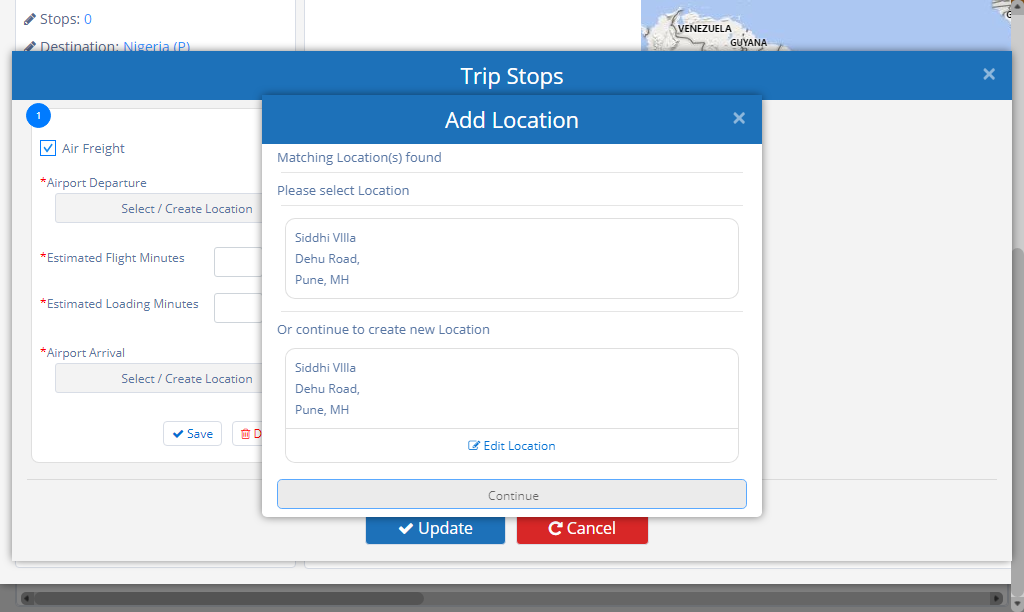 Stops: 0
Destination: Nigeria (P)
VENEZUELA
GUYANA
Trip Stops
×
1
Air Freight
*Airport Departure
Select / Create Location
*Estimated Flight Minutes
*Estimated Loading Minutes
*Airport Arrival
Select / Create Location
Save
D
Add Location
×
Matching Location(s) found
Please select Location
Siddhi VIlla
Dehu Road,
Pune, MH
Or continue to create new Location
Siddhi VIlla
Dehu Road,
Pune, MH
Edit Location
Continue
Update
Cancel